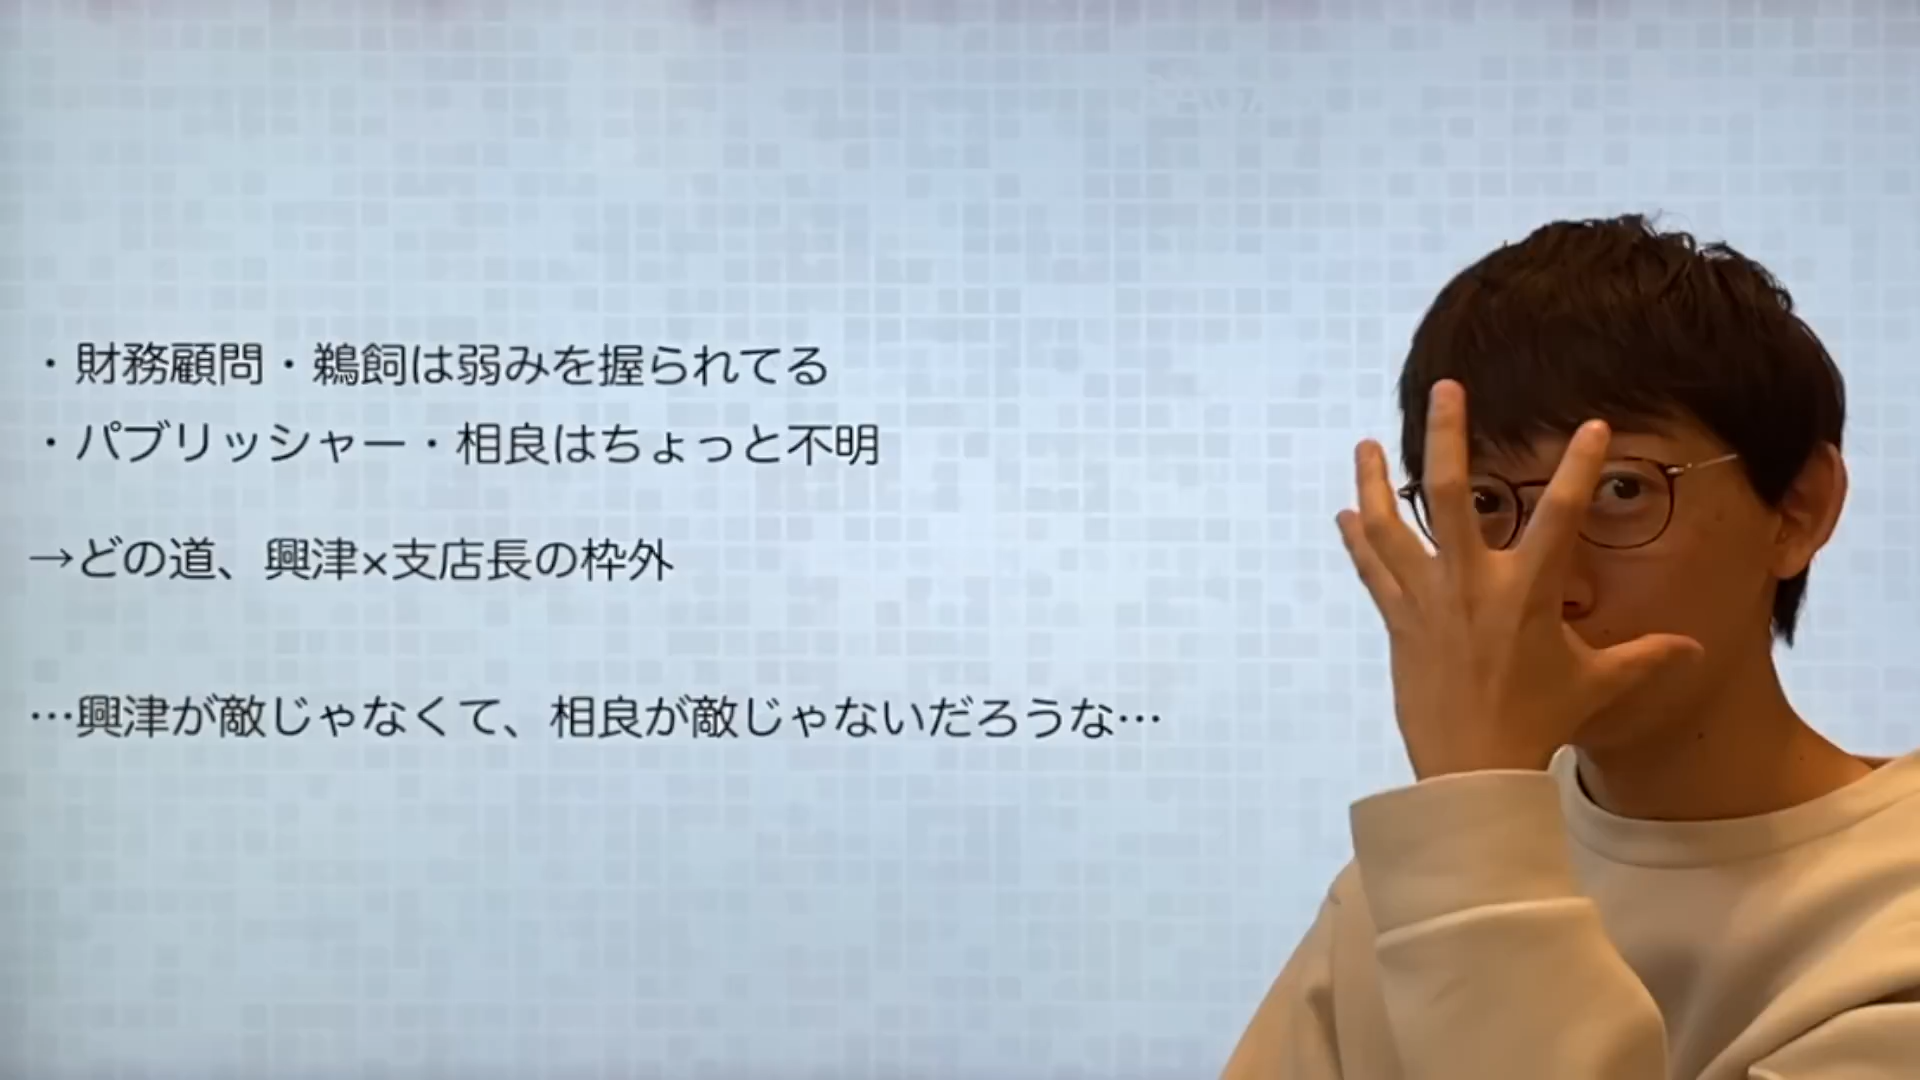 ・財務顧問・鵜飼は弱みを握られてる
・パブリッシャー・相良はちょっと不明
→どの道、興津×支店長の枠外
…興津が敵じゃなくて、相良が敵じゃないだろうな…